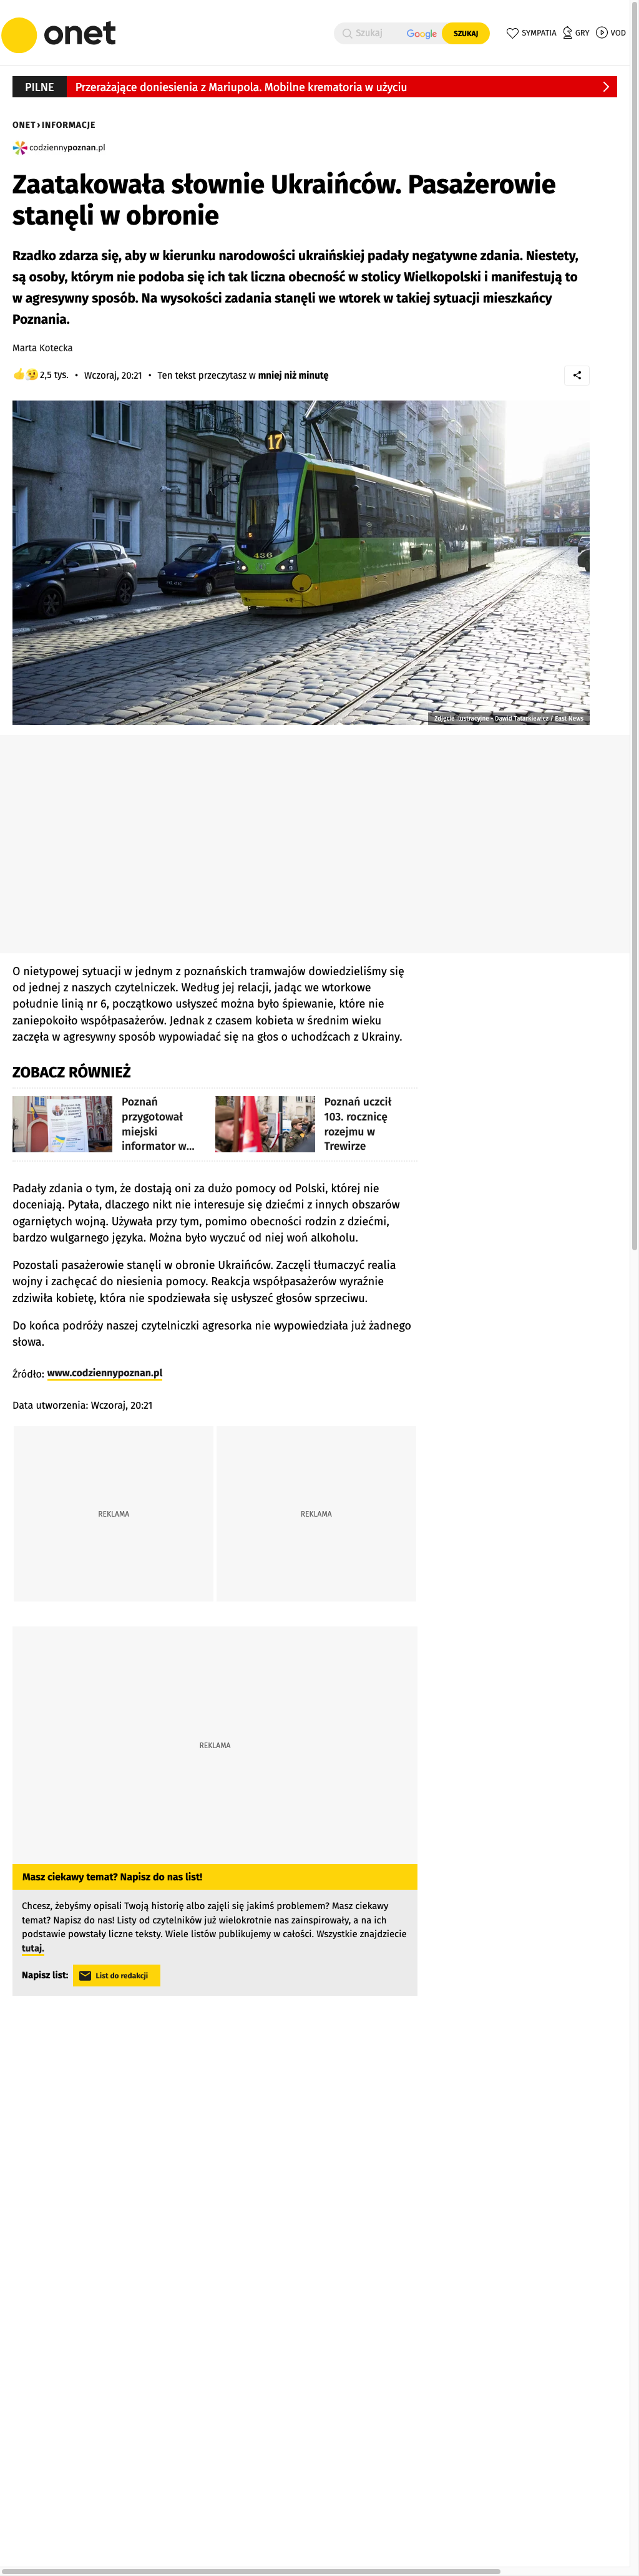 onet
Szukaj
Google
SZUKAJ
SYMPATIA
GRY
VOD
PILNE
Przerażające doniesienia z Mariupola. Mobilne krematoria w użyciu
ONET › INFORMACJE
codziennypoznan.pl
Zaatakowała słownie Ukraińców. Pasażerowie
stanęli w obronie
Rzadko zdarza się, aby w kierunku narodowości ukraińskiej padały negatywne zdania. Niestety,
są osoby, którym nie podoba się ich tak liczna obecność w stolicy Wielkopolski i manifestują to
w agresywny sposób. Na wysokości zadania stanęli we wtorek w takiej sytuacji mieszkańcy
Poznania.
Marta Kotecka
2,5 tys. • Wczoraj, 20:21 • Ten tekst przeczytasz w mniej niż minutę
17
436
Zdjęcie ilustracyjne - Dawid Tatarkiewicz / East News
O nietypowej sytuacji w jednym z poznańskich tramwajów dowiedzieliśmy się
od jednej z naszych czytelniczek. Według jej relacji, jadąc we wtorkowe
południe linią nr 6, początkowo usłyszeć można było śpiewanie, które nie
zaniepokoiło współpasażerów. Jednak z czasem kobieta w średnim wieku
zaczęła w agresywny sposób wypowiadać się na głos o uchodźcach z Ukrainy.
ZOBACZ RÓWNIEŻ
Poznań
przygotował
miejski
informator w...
Poznań uczcił
103. rocznicę
rozejmu w
Trewirze
Padały zdania o tym, że dostają oni za dużo pomocy od Polski, której nie
doceniają. Pytała, dlaczego nikt nie interesuje się dziećmi z innych obszarów
ogarniętych wojną. Używała przy tym, pomimo obecności rodzin z dziećmi,
bardzo wulgarnego języka. Można było wyczuć od niej woń alkoholu.
Pozostali pasażerowie stanęli w obronie Ukraińców. Zaczęli tłumaczyć realia
wojny i zachęcać do niesienia pomocy. Reakcja współpasażerów wyraźnie
zdziwiła kobietę, która nie spodziewała się usłyszeć głosów sprzeciwu.
Do końca podróży naszej czytelniczki agresorka nie wypowiedziała już żadnego
słowa.
Źródło: www.codziennypoznan.pl
Data utworzenia: Wczoraj, 20:21
REKLAMA
REKLAMA
REKLAMA
Masz ciekawy temat? Napisz do nas list!
Chcesz, żebyśmy opisali Twoją historię albo zajęli się jakimś problemem? Masz ciekawy
temat? Napisz do nas! Listy od czytelników już wielokrotnie nas zainspirowały, a na ich
podstawie powstały liczne teksty. Wiele listów publikujemy w całości. Wszystkie znajdziecie
tutaj.
Napisz list:
List do redakcji